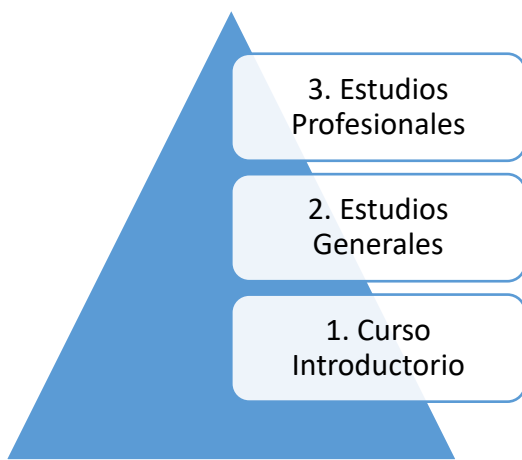 3. Estudios
Profesionales
2. Estudios
Generales
1. Curso
Introductorio